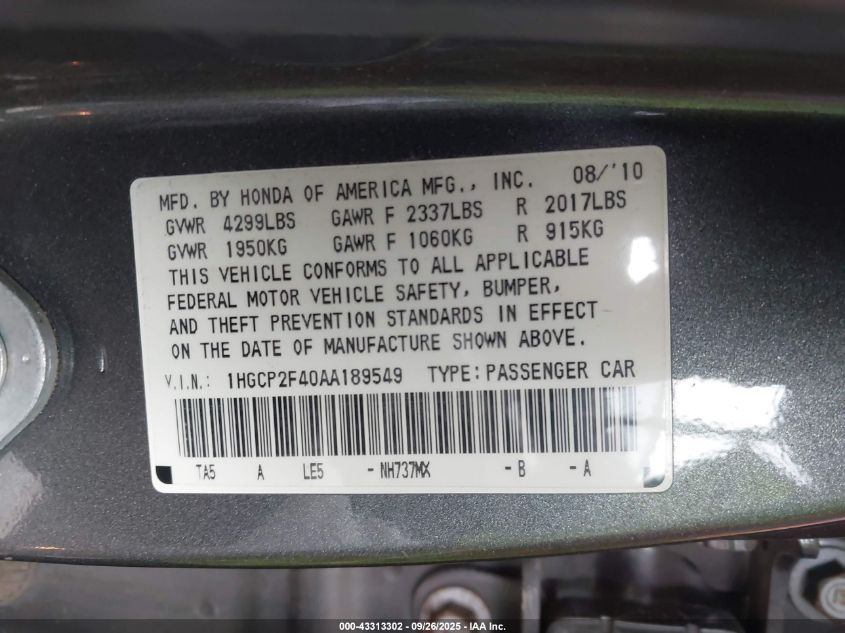 MFD. BY HONDA OF AMERICA MFG., INC. 08/'10
GVWR 4299LBS GAWR F 2337LBS R 2017LBS
GVWR 1950KG GAWR F 1060KG R 915KG
THIS VEHICLE CONFORMS TO ALL APPLICABLE
FEDERAL MOTOR VEHICLE SAFETY, BUMPER,
AND THEFT PREVENTION STANDARDS IN EFFECT
ON THE DATE OF MANUFACTURE SHOWN ABOVE.
V.I.N.: 1HGCP2F40AA189549 TYPE: PASSENGER CAR
TA5 A LE5 - NH737MX - B - A
000-43313302 - 09/26/2025 - IAA, Inc.